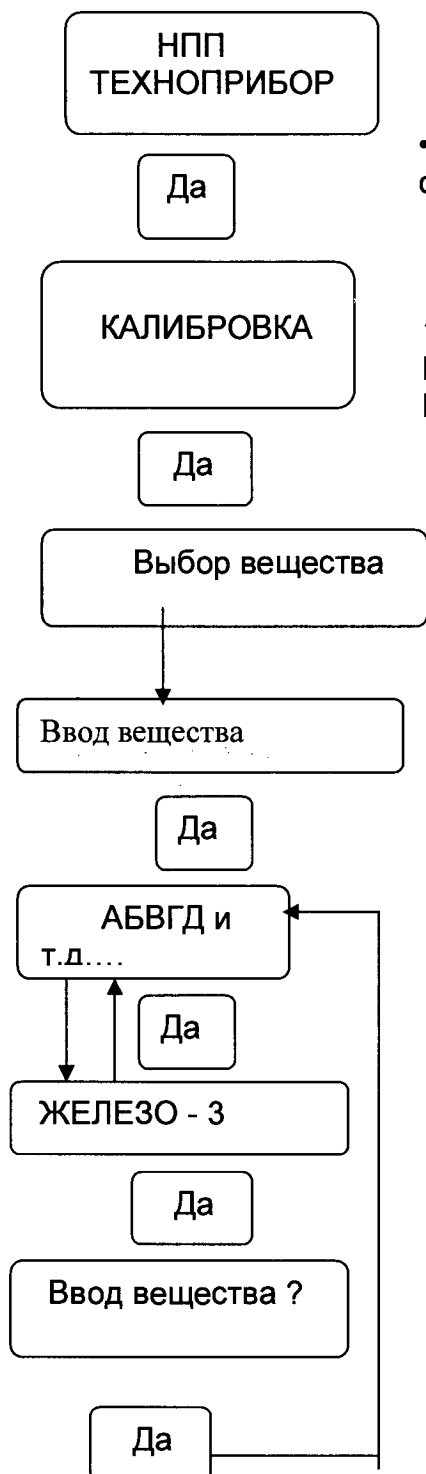 НПП
ТЕХНОПРИБОР
Да
КАЛИБРОВКА
Да
Выбор вещества
Ввод вещества
Да
АБВГД и
т.д....
Да
ЖЕЛЕЗО - 3
Да
Ввод вещества ?
Да